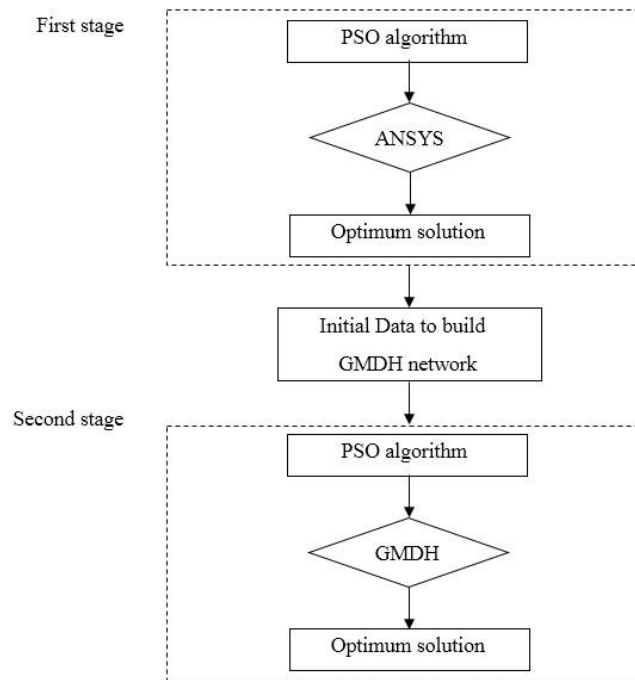 First stage
PSO algorithm
ANSYS
Optimum solution
Initial Data to build
GMDH network
Second stage
PSO algorithm
GMDH
Optimum solution